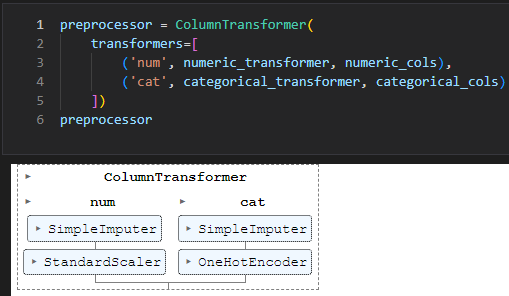 1 preprocessor = ColumnTransformer(
2     transformers=[
3         ('num', numeric_transformer, numeric_cols),
4         ('cat', categorical_transformer, categorical_cols)
5     ])
6 preprocessor
ColumnTransformer
num cat
SimpleImputer SimpleImputer
StandardScaler OneHotEncoder